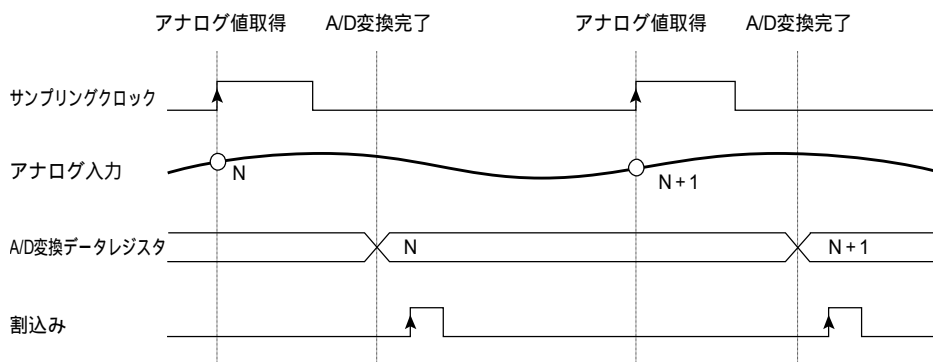 アナログ値取得 A/D変換完了 アナログ値取得 A/D変換完了
サンプリングクロック
アナログ入力
N
N+1
A/D変換データレジスタ N N+1
割込み